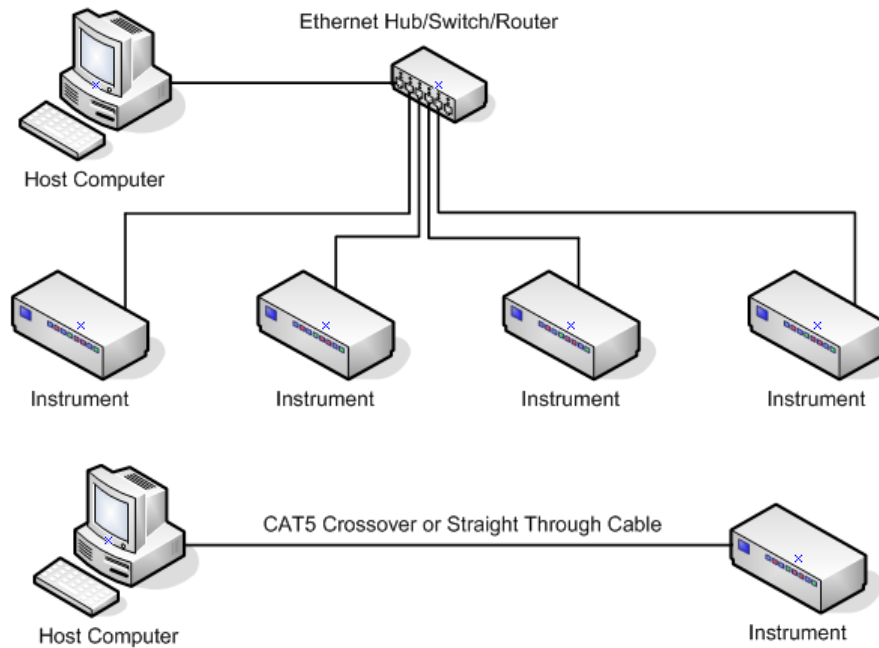 Ethernet Hub/Switch/Router
Host Computer
Instrument
Instrument
Instrument
Instrument
CAT5 Crossover or Straight Through Cable
Host Computer
Instrument